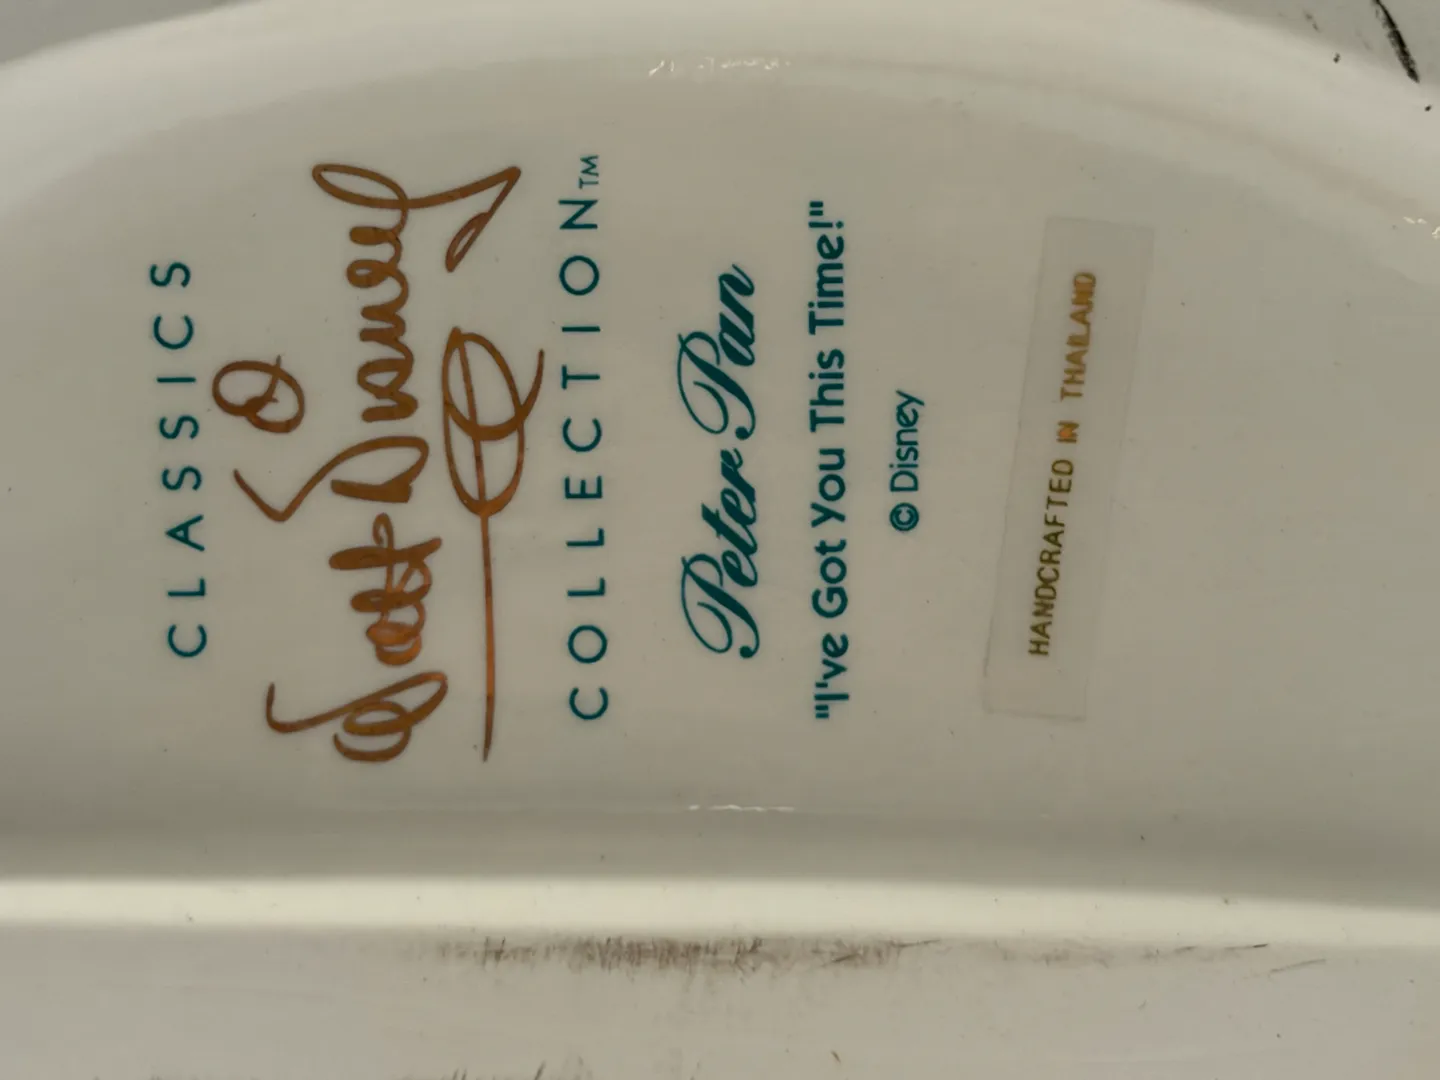 CLASSICS
Walt Disney
COLLECTION™
Peter Pan
"I've Got You This Time!"
© Disney
HANDCRAFTED IN THAILAND